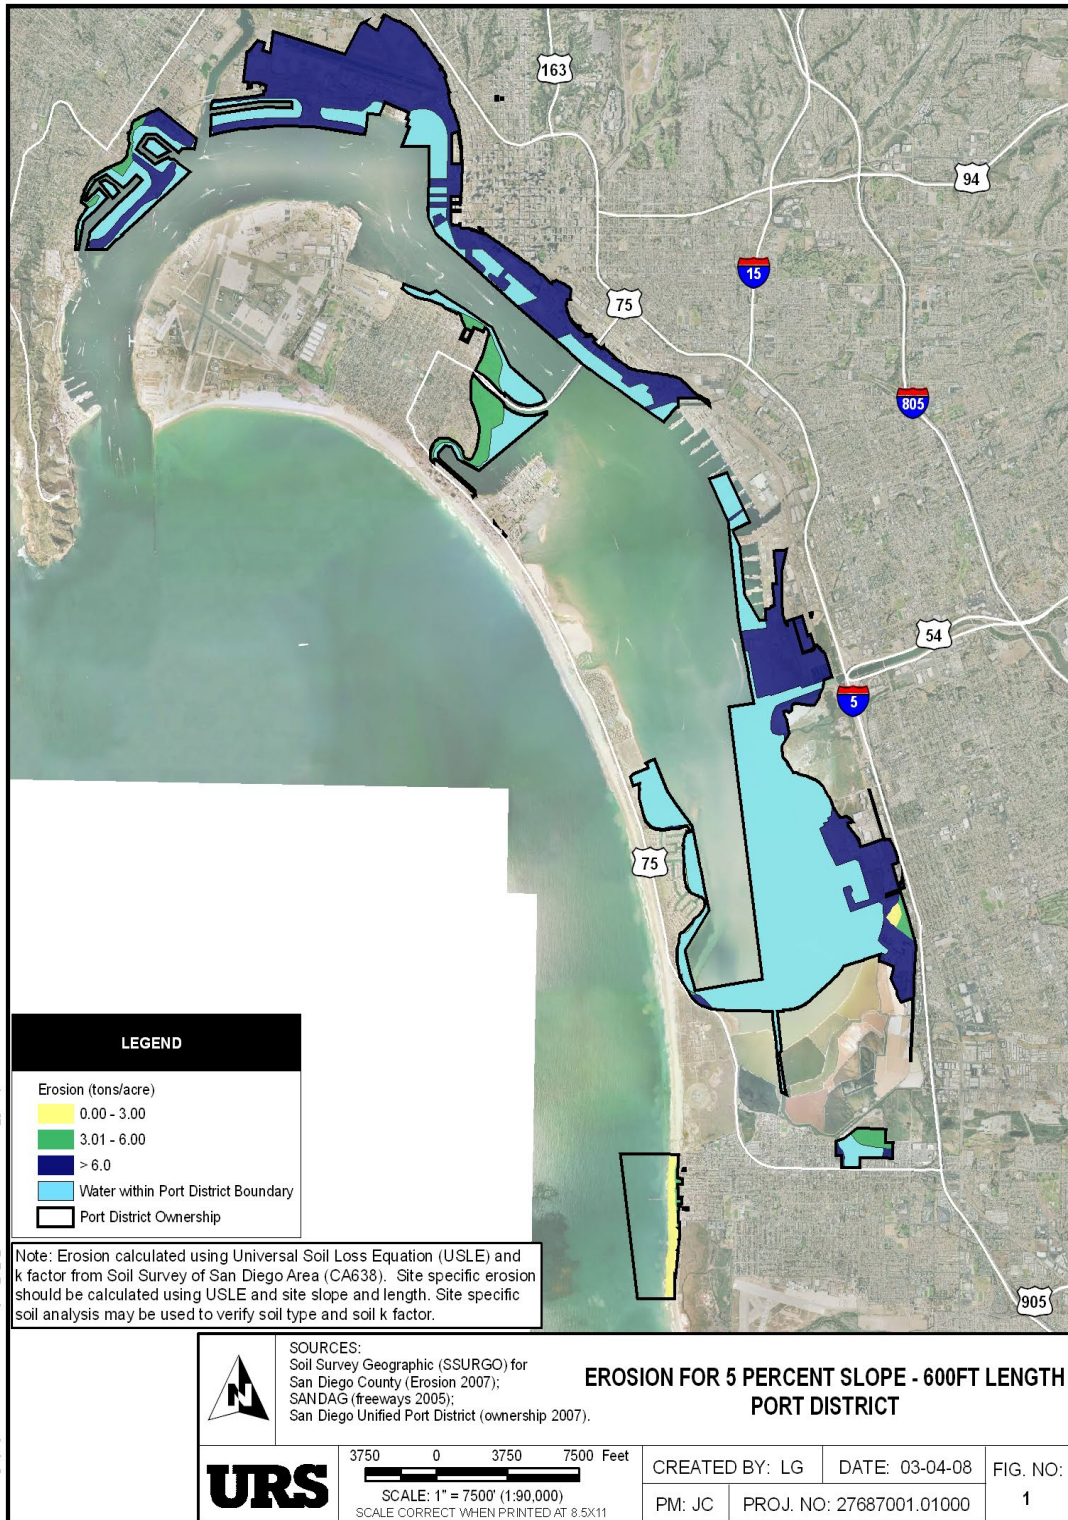 163
94
15
75
805
54
5
75
905
LEGEND
Erosion (tons/acre)
0.00 - 3.00
3.01 - 6.00
> 6.0
Water within Port District Boundary
Port District Ownership
Note: Erosion calculated using Universal Soil Loss Equation (USLE) and
k factor from Soil Survey of San Diego Area (CA638). Site specific erosion
should be calculated using USLE and site slope and length. Site specific
soil analysis may be used to verify soil type and soil k factor.
N
SOURCES:
Soil Survey Geographic (SSURGO) for
San Diego County (Erosion 2007);
SANDAG (freeways 2005);
San Diego Unified Port District (ownership 2007).
EROSION FOR 5 PERCENT SLOPE - 600FT LENGTH
PORT DISTRICT
URS
3750 0 3750 7500 Feet
SCALE: 1" = 7500' (1:90,000)
SCALE CORRECT WHEN PRINTED AT 8.5X11
CREATED BY: LG
DATE: 03-04-08
FIG. NO:
1
PM: JC
PROJ. NO: 27687001.01000